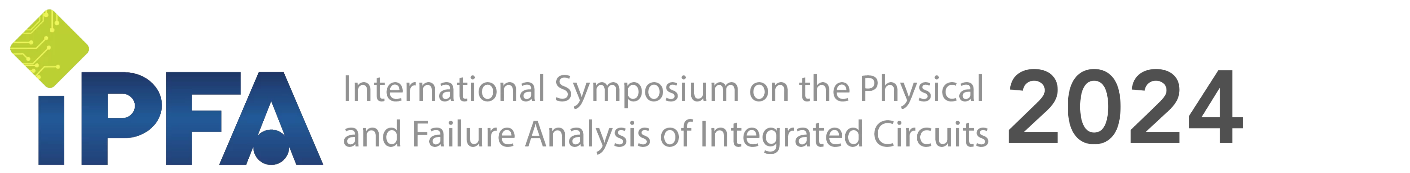 iPFA
International Symposium on the Physical
and Failure Analysis of Integrated Circuits
2024